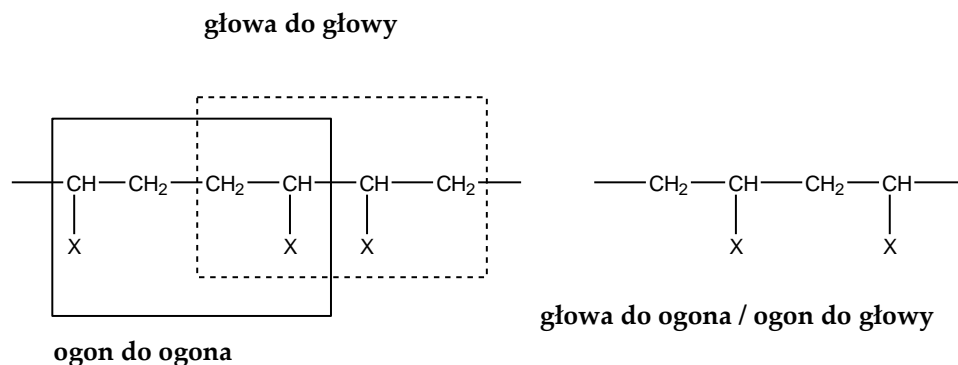 głowa do głowy
CH CH2 CH2 CH CH CH2 CH2 CH CH2 CH
X X X X X
głowa do ogona / ogon do głowy
ogon do ogona